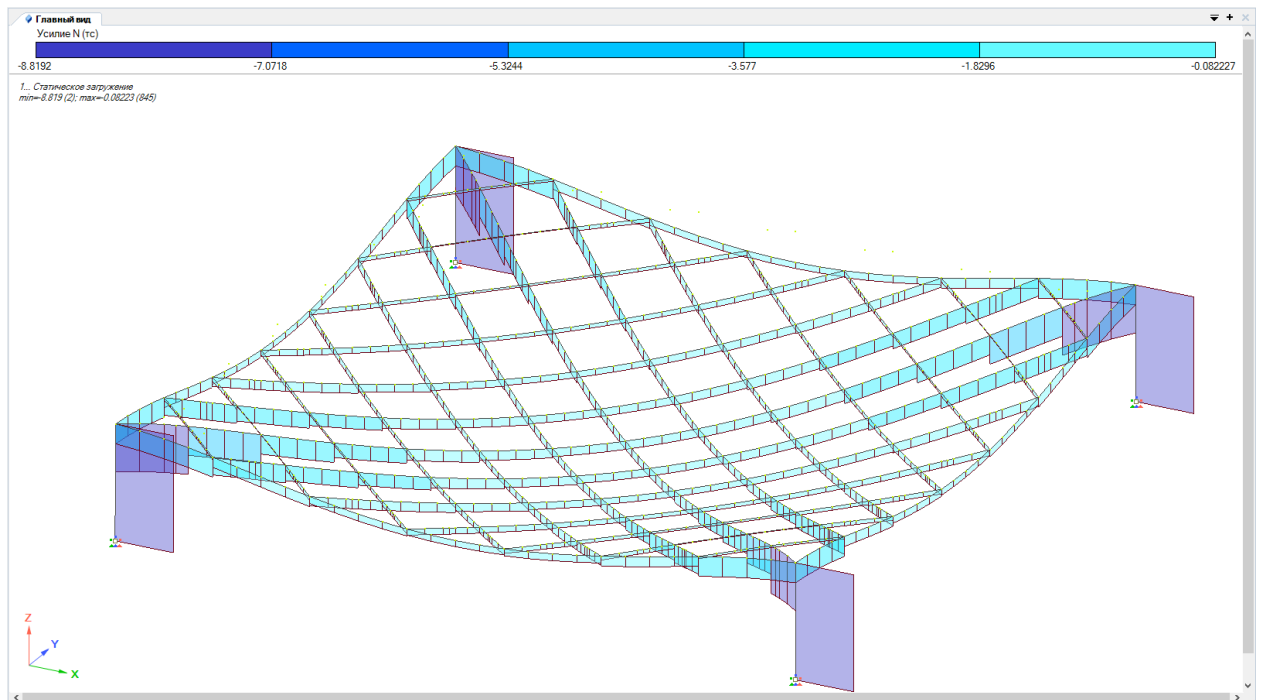 Главный вид
Усилие N (тс)
-8.8192 -7.0718 -5.3244 -3.577 -1.8296 -0.082227
1... Статическое загружение
min=-8.819 (2); max=-0.08223 (845)
Z
Y
X